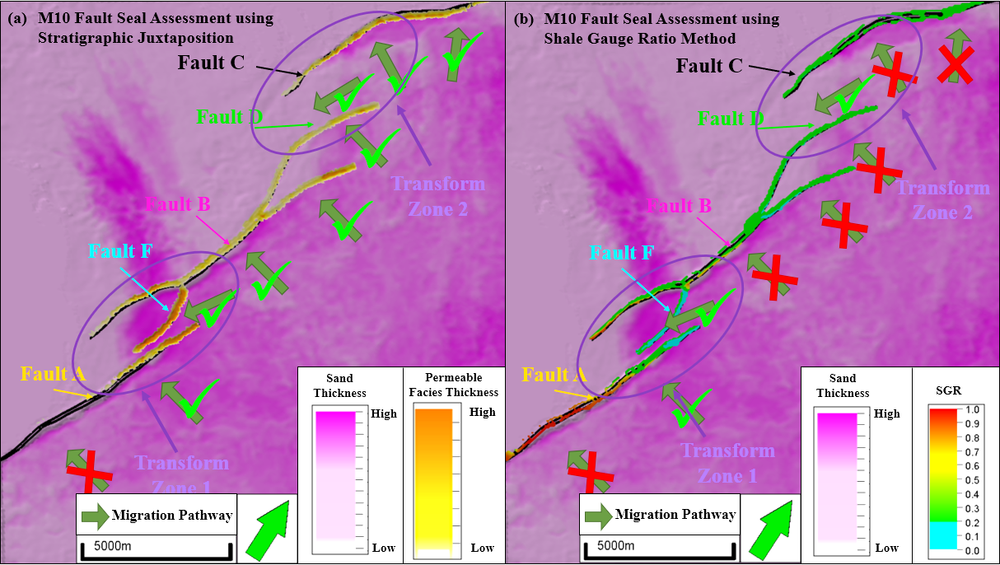 (a) M10 Fault Seal Assessment using
Stratigraphic Juxtaposition
Fault C
Fault D
Transform
Zone 2
Fault B
Fault F
Fault A
Transform
Zone 1
Sand
Thickness
High
Low
Permeable
Facies Thickness
High
Low
Migration Pathway
5000m
(b) M10 Fault Seal Assessment using
Shale Gauge Ratio Method
Fault C
Fault D
Transform
Zone 2
Fault B
Fault F
Fault A
Transform
Zone 1
Sand
Thickness
High
Low
SGR
1.0
0.9
0.8
0.7
0.6
0.5
0.4
0.3
0.2
0.1
0.0
Migration Pathway
5000m